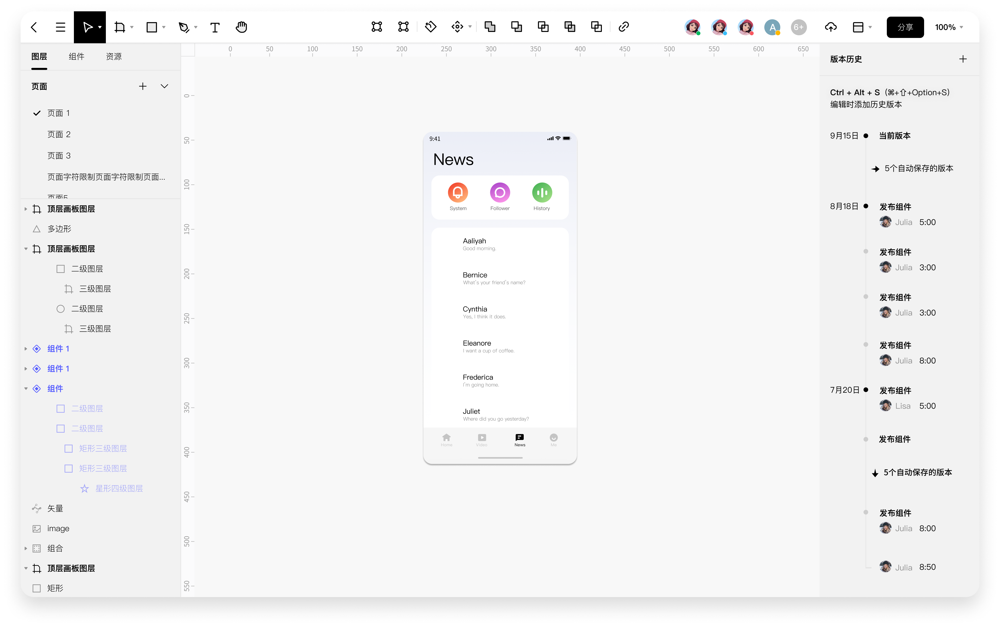 A
6+
分享
100%
图层 组件 资源
页面
页面 1
页面 2
页面 3
页面字符限制页面字符限制页面...
页面5
顶层画板图层
多边形
顶层画板图层
二级图层
三级图层
二级图层
三级图层
组件 1
组件 1
组件
二级图层
二级图层
矩形三级图层
矩形三级图层
星形四级图层
矢量
image
组合
顶层画板图层
矩形
0 50 100 150 200 250 300 350 400 450 500 550 600 650
0
50
100
150
200
250
300
350
400
450
500
550
9:41
News
System Follower History
Aaliyah
Good morning.
Bernice
What's your friend's name?
Cynthia
Yes, I think it does.
Eleanore
I want a cup of coffee.
Frederica
I'm going home.
Juliet
Where did you go yesterday?
Home Video News Me
版本历史
Ctrl + Alt + S（⌘+⇧+Option+S）
编辑时添加历史版本
9月15日 当前版本
5个自动保存的版本
8月18日 发布组件
Julia 5:00
发布组件
Julia 3:00
发布组件
Julia 3:00
发布组件
Julia 8:00
7月20日 发布组件
Lisa 5:00
发布组件
5个自动保存的版本
发布组件
Julia 8:00
Julia 8:50